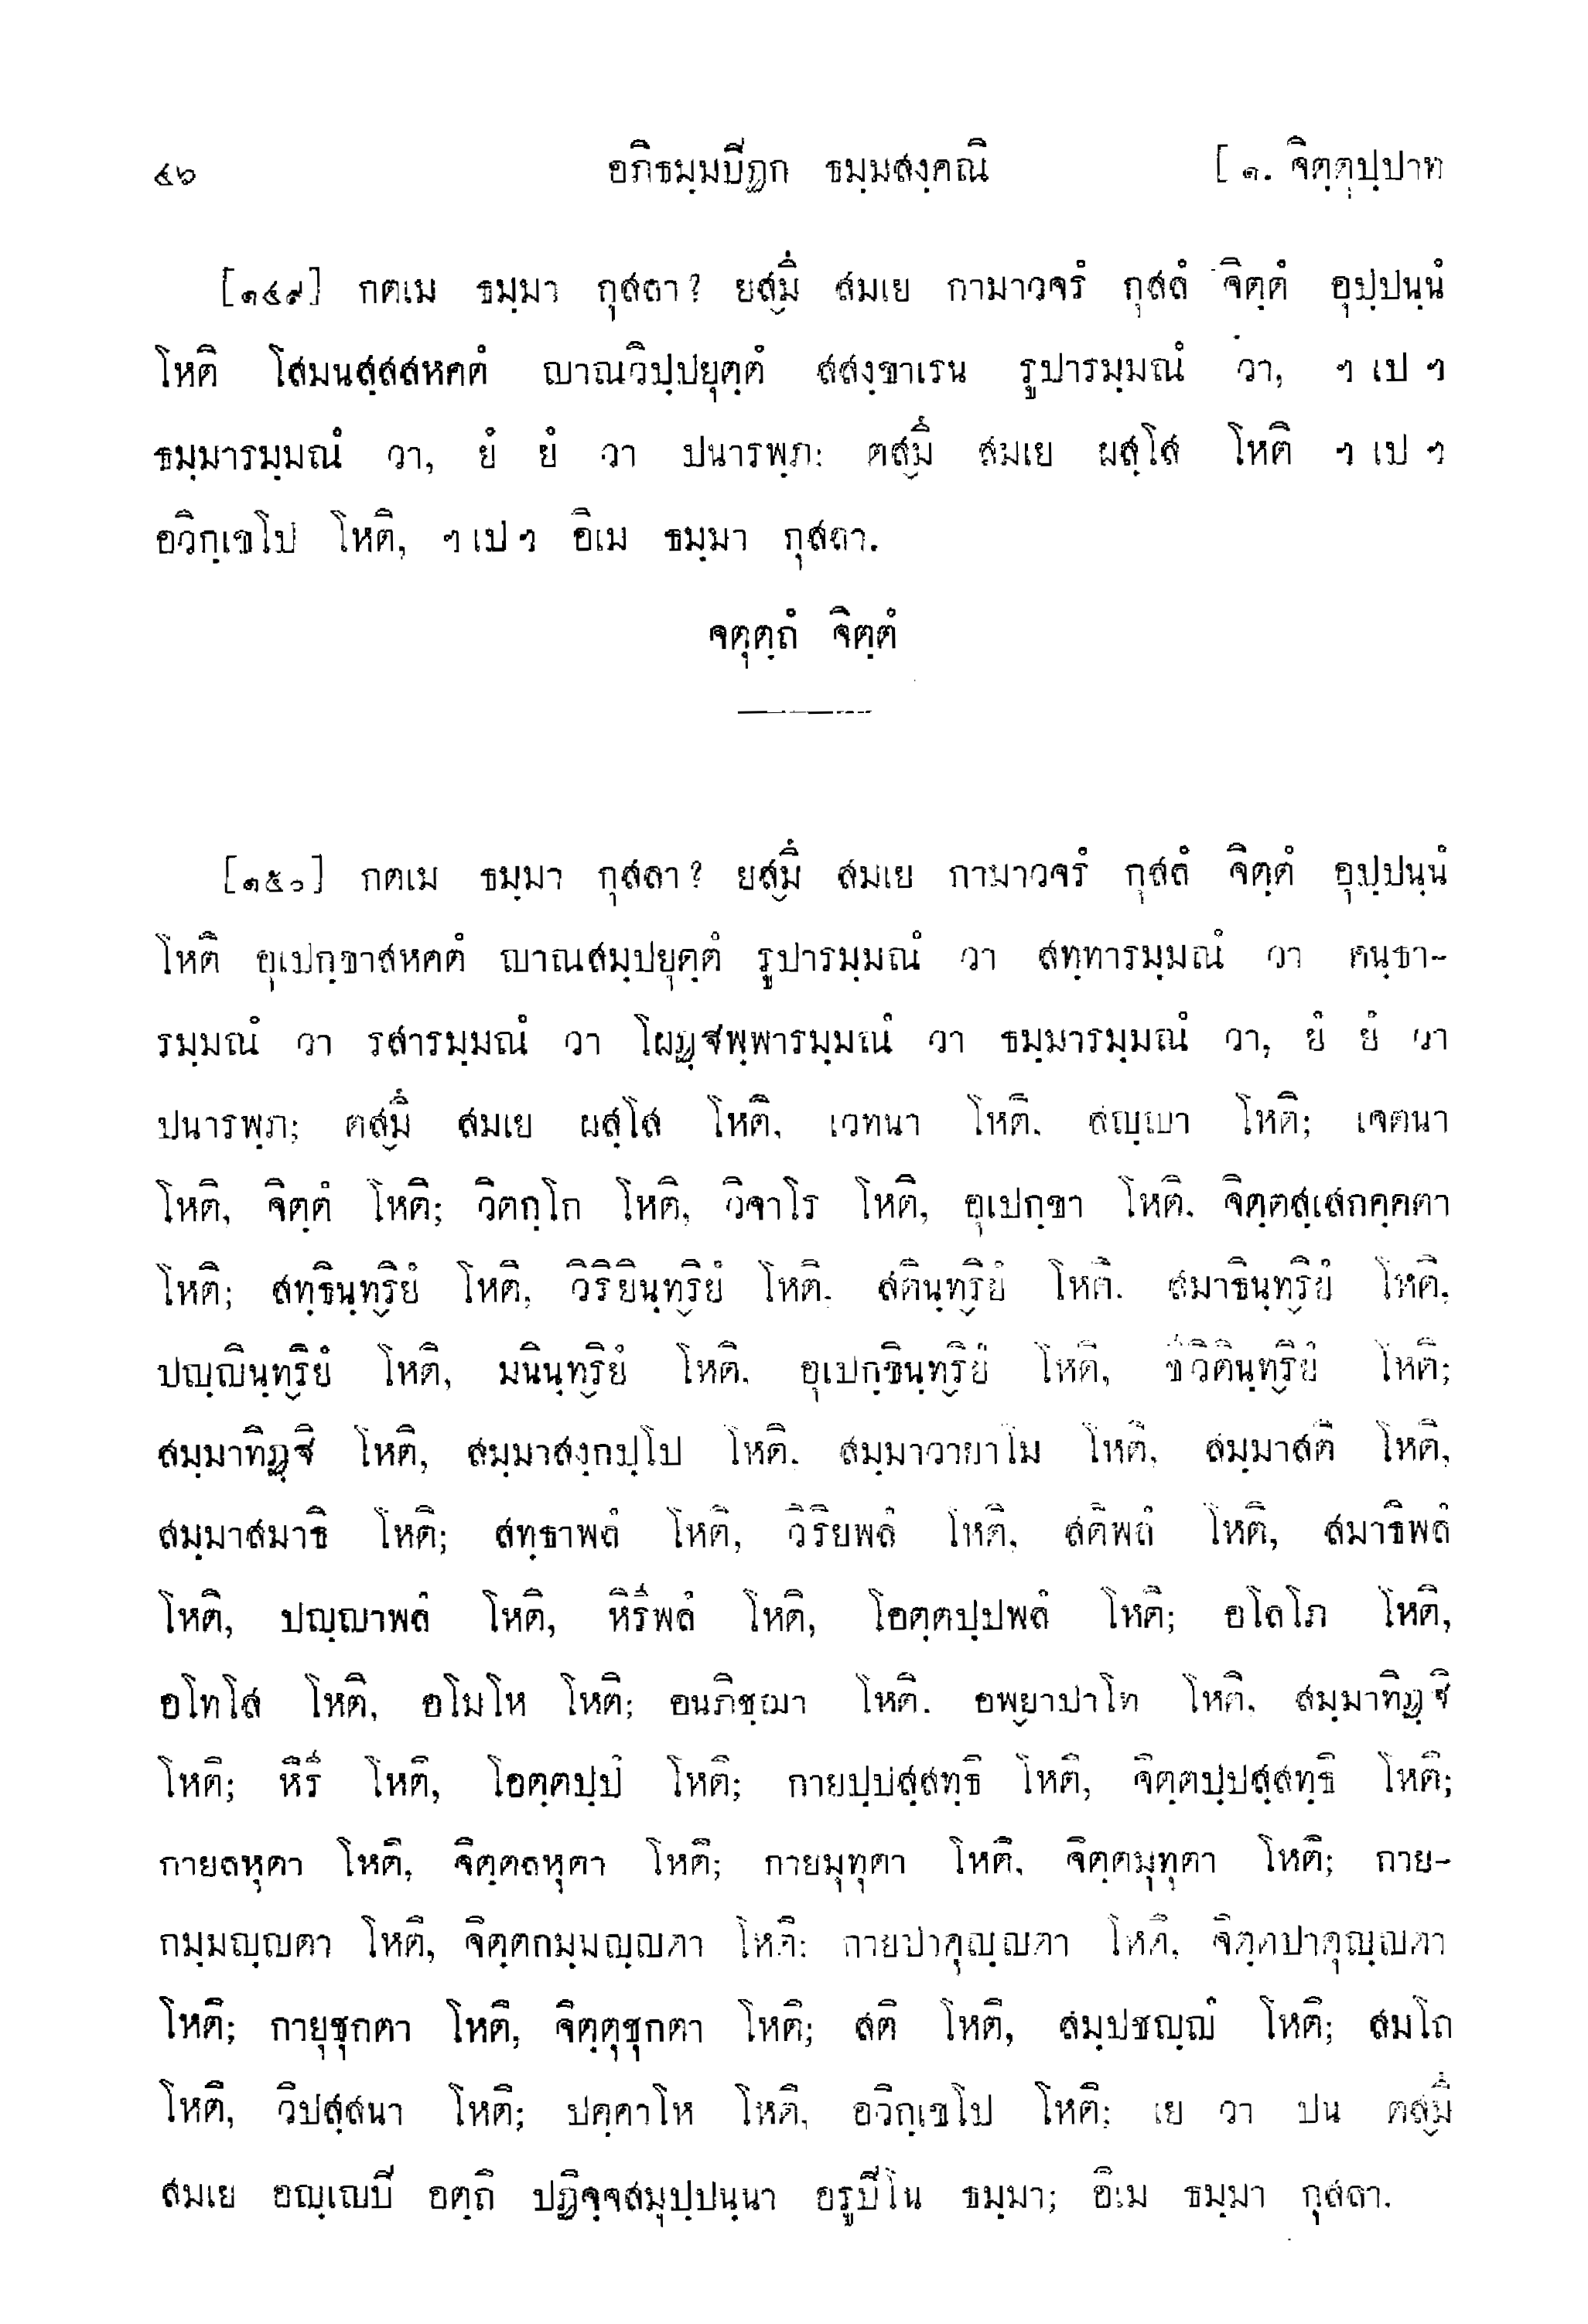 ๔๖ อภิธมฺมปีฏก ธมฺมสงฺคณิ [ ๑. จิตฺตุปฺปาท
[๑๔๙] กตเม ธมฺมา กุสลา? ยสฺมึ สมเย กามาวจรํ กุสลํ จิตฺตํ อุปฺปนฺนํ
โหติ โสมนสฺสสหคตํ ญาณวิปฺปยุตฺตํ สสงฺขาเรน รูปารมฺมณํ วา, ฯ เป ฯ
ธมฺมารมฺมณํ วา, ยํ ยํ วา ปนารพฺภ: ตสฺมึ สมเย ผสฺโส โหติ ฯ เป ฯ
อวิกฺเขโป โหติ, ฯ เป ฯ อิเม ธมฺมา กุสลา.
จตุตฺถํ จิตฺตํ
[๑๕๐] กตเม ธมฺมา กุสลา? ยสฺมึ สมเย กามาวจรํ กุสลํ จิตฺตํ อุปฺปนฺนํ
โหติ อุเปกฺขาสหคตํ ญาณสมฺปยุตฺตํ รูปารมฺมณํ วา สทฺทารมฺมณํ วา คนฺธา-
รมฺมณํ วา รสารมฺมณํ วา โผฏฺฐพฺพารมฺมณํ วา ธมฺมารมฺมณํ วา, ยํ ยํ วา
ปนารพฺภ; ตสฺมึ สมเย ผสฺโส โหติ, เวทนา โหติ, สญฺญา โหติ; เจตนา
โหติ, จิตฺตํ โหติ; วิตกฺโก โหติ, วิจาโร โหติ, อุเปกฺขา โหติ, จิตฺตสฺเสกคฺคตา
โหติ; สทฺธินฺทฺริยํ โหติ, วิริยินฺทฺริยํ โหติ, สตินฺทฺริยํ โหติ, สมาธินฺทฺริยํ โหติ,
ปญฺญินฺทฺริยํ โหติ, มนินฺทฺริยํ โหติ, อุเปกฺขินฺทฺริยํ โหติ, ชีวิตินฺทฺริยํ โหติ;
สมฺมาทิฏฺฐิ โหติ, สมฺมาสงฺกปฺโป โหติ, สมฺมาวายาโม โหติ, สมฺมาสติ โหติ,
สมฺมาสมาธิ โหติ; สทฺธาพลํ โหติ, วิริยพลํ โหติ, สติพลํ โหติ, สมาธิพลํ
โหติ, ปญฺญาพลํ โหติ, หิริพลํ โหติ, โอตฺตปฺปพลํ โหติ; อโลโภ โหติ,
อโทโส โหติ, อโมโห โหติ; อนภิชฺฌา โหติ, อพฺยาปาโท โหติ, สมฺมาทิฏฺฐิ
โหติ; หิริ โหติ, โอตฺตปฺปํ โหติ; กายปฺปสฺสทฺธิ โหติ, จิตฺตปฺปสฺสทฺธิ โหติ;
กายลหุตา โหติ, จิตฺตลหุตา โหติ; กายมุทุตา โหติ, จิตฺตมุทุตา โหติ; กาย-
กมฺมญฺญตา โหติ, จิตฺตกมฺมญฺญตา โหติ; กายปาคุญฺญตา โหติ, จิตฺตปาคุญฺญตา
โหติ; กายุชุกตา โหติ, จิตฺตุชุกตา โหติ; สติ โหติ, สมฺปชญฺญํ โหติ; สมโถ
โหติ, วิปสฺสนา โหติ; ปคฺคาโห โหติ, อวิกฺเขโป โหติ; เย วา ปน ตสฺมึ
สมเย อญฺเญปิ อตฺถิ ปฏิจฺจสมุปฺปนฺนา อรูปิโน ธมฺมา; อิเม ธมฺมา กุสลา.